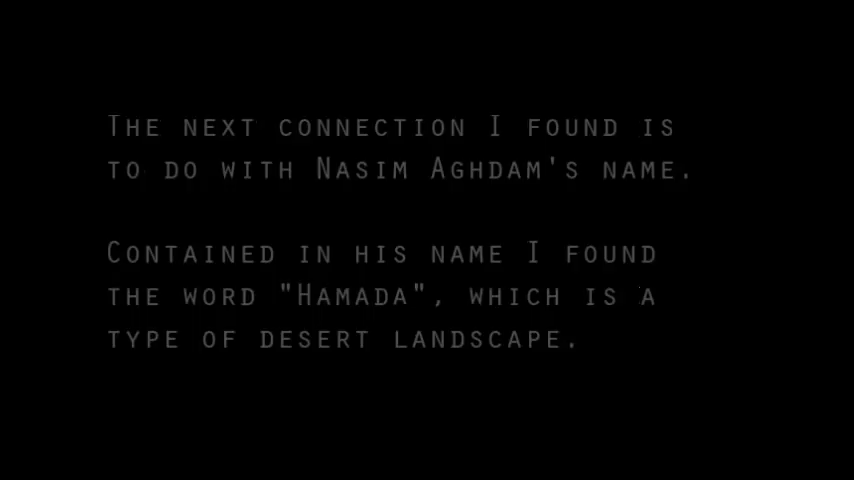 The next connection I found is
to do with Nasim Aghdam's name.
Contained in his name I found
the word "Hamada", which is a
type of desert landscape.